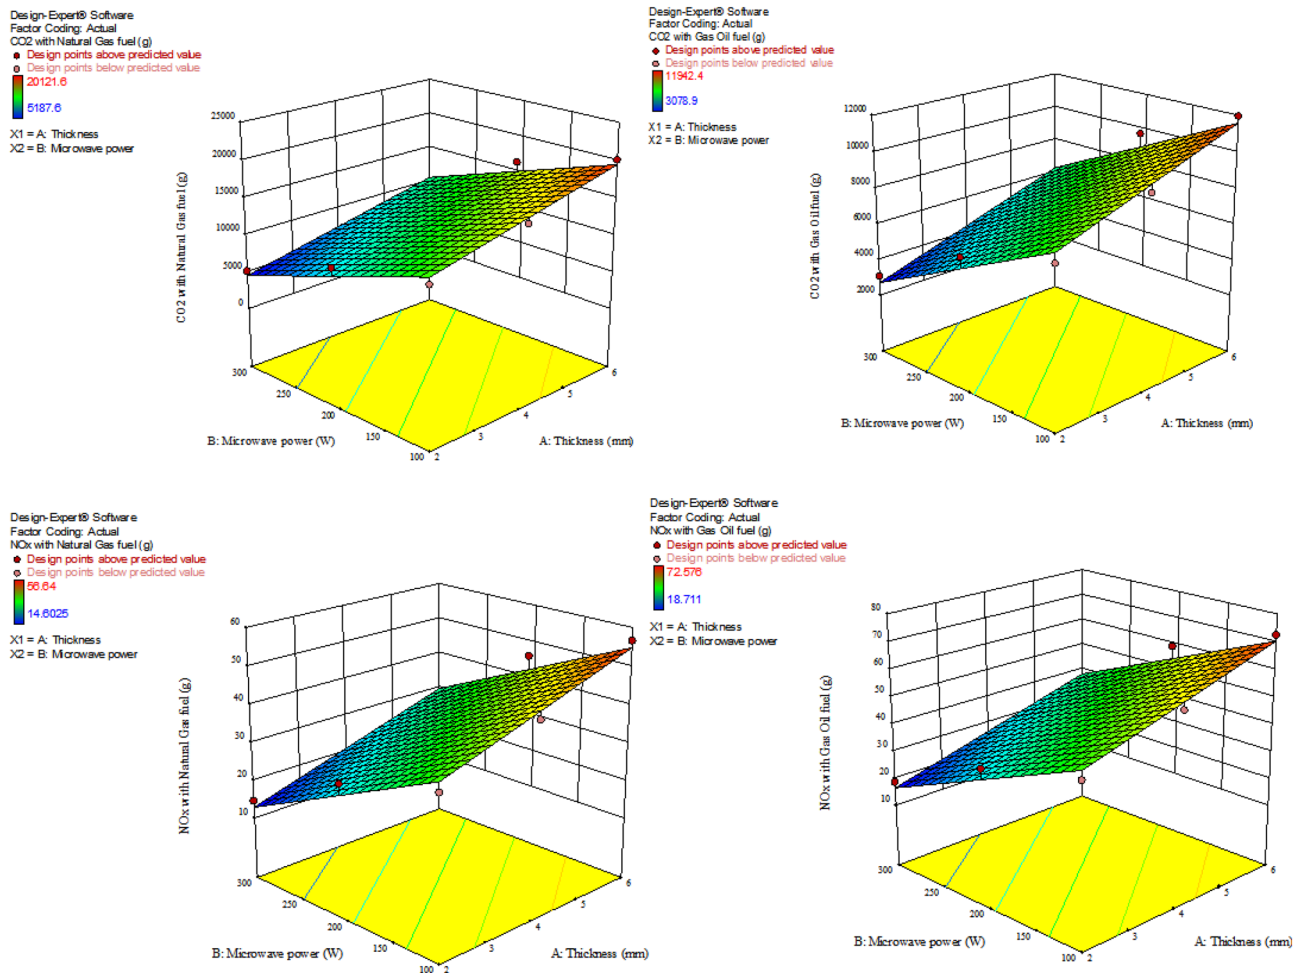 Design-Expert® Software
Factor Coding: Actual
CO2 with Natural Gas fuel (g)
Design points above predicted value
Design points below predicted value
20121.6
5187.6
X1 = A: Thickness
X2 = B: Microwave power
25000
20000
15000
10000
5000
0
CO2 with Natural Gas fuel (g)
300
250
200
150
100
B: Microwave power (W)
2
3
4
5
6
A: Thickness (mm)
Design-Expert® Software
Factor Coding: Actual
CO2 with Gas Oil fuel (g)
Design points above predicted value
Design points below predicted value
11942.4
3078.9
X1 = A: Thickness
X2 = B: Microwave power
12000
10000
8000
6000
4000
2000
CO2 with Gas Oil fuel (g)
300
250
200
150
100
B: Microwave power (W)
2
3
4
5
6
A: Thickness (mm)
Design-Expert® Software
Factor Coding: Actual
NOx with Natural Gas fuel (g)
Design points above predicted value
Design points below predicted value
56.64
14.6025
X1 = A: Thickness
X2 = B: Microwave power
60
50
40
30
20
10
NOx with Natural Gas fuel (g)
300
250
200
150
100
B: Microwave power (W)
2
3
4
5
6
A: Thickness (mm)
Design-Expert® Software
Factor Coding: Actual
NOx with Gas Oil fuel (g)
Design points above predicted value
Design points below predicted value
72.576
18.711
X1 = A: Thickness
X2 = B: Microwave power
80
70
60
50
40
30
20
10
NOx with Gas Oil fuel (g)
300
250
200
150
100
B: Microwave power (W)
2
3
4
5
6
A: Thickness (mm)